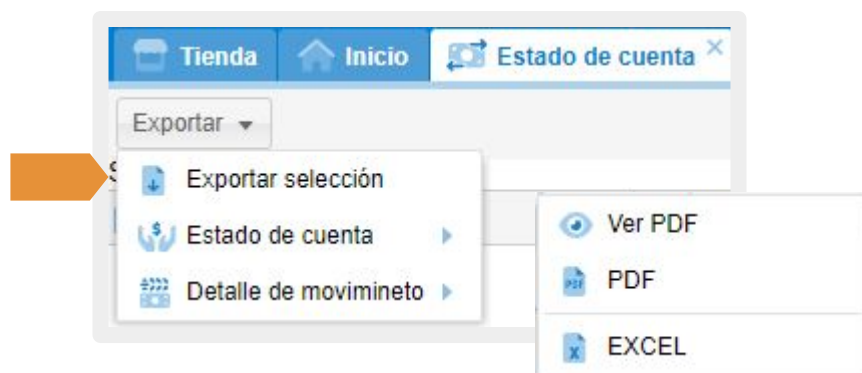 Tienda Inicio Estado de cuenta
Exportar
Exportar selección
Estado de cuenta
Detalle de movimineto
Ver PDF
PDF
EXCEL